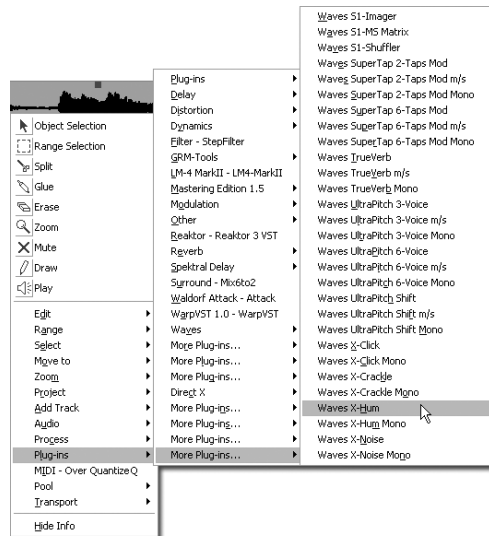 Object Selection
Range Selection
Split
Glue
Erase
Zoom
Mute
Draw
Play
Edit
Range
Select
Move to
Zoom
Project
Add Track
Audio
Process
Plug-ins
MIDI - Over QuantizeQ
Pool
Transport
Hide Info
Plug-ins
Delay
Distortion
Dynamics
Filter - StepFilter
GRM-Tools
LM-4 MarkII - LM4-MarkII
Mastering Edition 1.5
Modulation
Other
Reaktor - Reaktor 3 VST
Reverb
Spektral Delay
Surround - Mix6to2
Waldorf Attack - Attack
WarpVST 1.0 - WarpVST
Waves
More Plug-ins...
More Plug-ins...
Direct X
More Plug-ins...
More Plug-ins...
More Plug-ins...
More Plug-ins...
More Plug-ins...
Waves S1-Imager
Waves S1-MS Matrix
Waves S1-Shuffler
Waves SuperTap 2-Taps Mod
Waves SuperTap 2-Taps Mod m/s
Waves SuperTap 2-Taps Mod Mono
Waves SuperTap 6-Taps Mod
Waves SuperTap 6-Taps Mod m/s
Waves SuperTap 6-Taps Mod Mono
Waves TrueVerb
Waves TrueVerb m/s
Waves TrueVerb Mono
Waves UltraPitch 3-Voice
Waves UltraPitch 3-Voice m/s
Waves UltraPitch 3-Voice Mono
Waves UltraPitch 6-Voice
Waves UltraPitch 6-Voice m/s
Waves UltraPitch 6-Voice Mono
Waves UltraPitch Shift
Waves UltraPitch Shift m/s
Waves UltraPitch Shift Mono
Waves X-Click
Waves X-Click Mono
Waves X-Crackle
Waves X-Crackle Mono
Waves X-Hum
Waves X-Hum Mono
Waves X-Noise
Waves X-Noise Mono